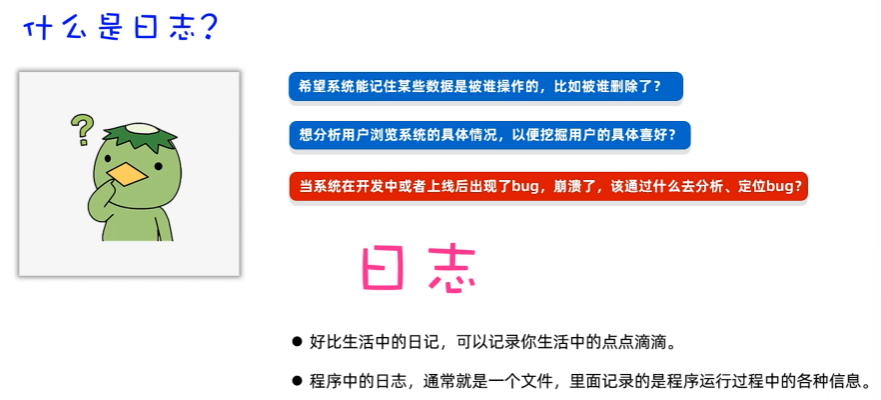 什么是日志?
?
希望系统能记住某些数据是被谁操作的，比如被谁删除了？
想分析用户浏览系统的具体情况，以便挖掘用户的具体喜好？
当系统在开发中或者上线后出现了bug，崩溃了，该通过什么去分析、定位bug？
日志
● 好比生活中的日记，可以记录你生活中的点点滴滴。
● 程序中的日志，通常就是一个文件，里面记录的是程序运行过程中的各种信息。